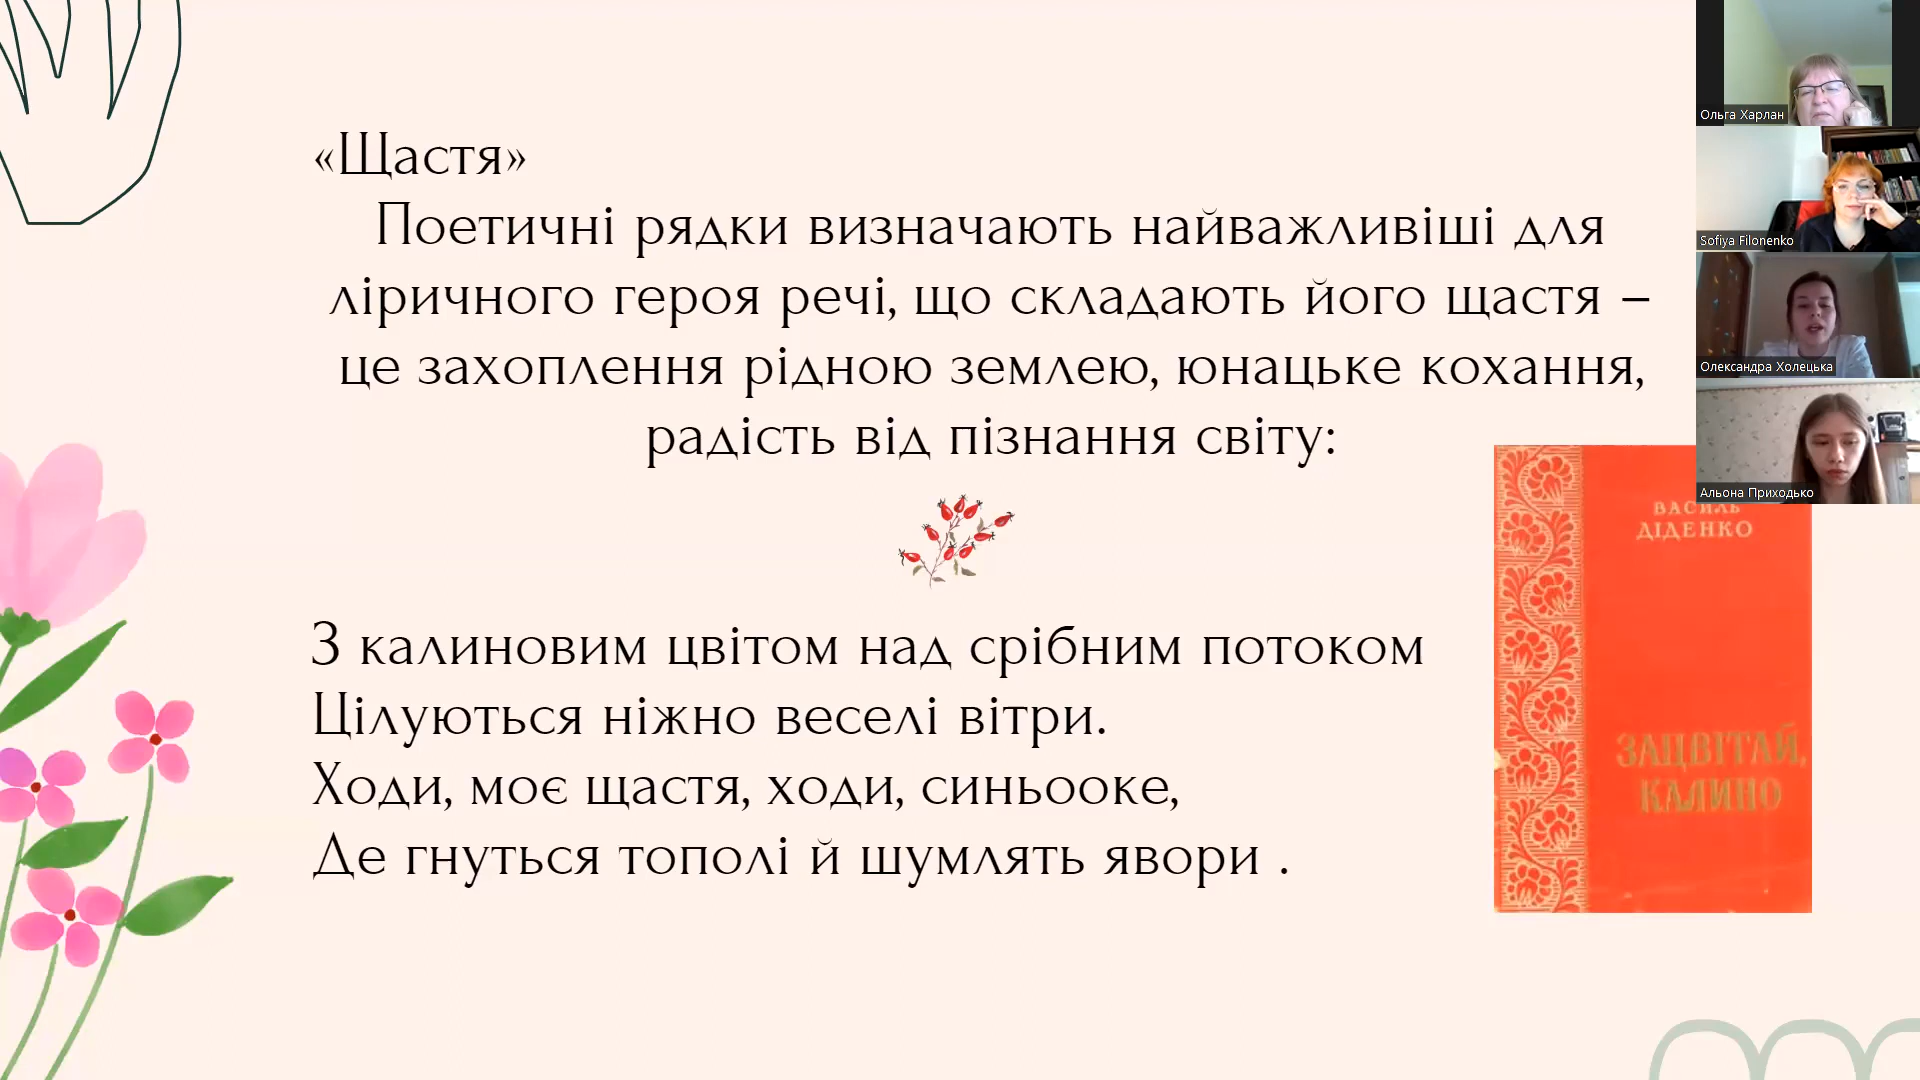 «Щастя»
Поетичні рядки визначають найважливіші для
ліричного героя речі, що складають його щастя –
це захоплення рідною землею, юнацьке кохання,
радість від пізнання світу:
З калиновим цвітом над срібним потоком
Цілуються ніжно веселі вітри.
Ходи, моє щастя, ходи, синьооке,
Де гнуться тополі й шумлять явори .
ВАСИЛЬ
ДІДЕНКО
ЗАЦВІТАЙ,
КАЛИНО
Ольга Харлан
Sofiya Filonenko
Олександра Холецька
Альона Приходько